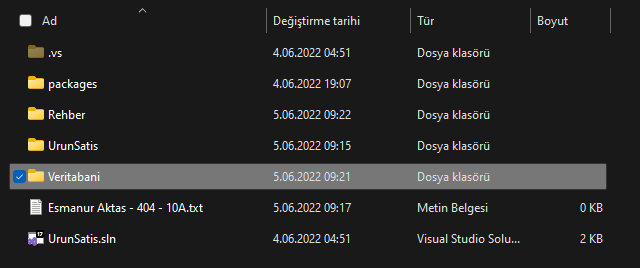 Ad Değiştirme tarihi Tür Boyut
.vs 4.06.2022 04:51 Dosya klasörü
packages 4.06.2022 19:07 Dosya klasörü
Rehber 5.06.2022 09:22 Dosya klasörü
UrunSatis 5.06.2022 09:15 Dosya klasörü
Veritabani 5.06.2022 09:21 Dosya klasörü
Esmanur Aktas - 404 - 10A.txt 5.06.2022 09:17 Metin Belgesi 0 KB
UrunSatis.sln 4.06.2022 04:51 Visual Studio Solu... 2 KB